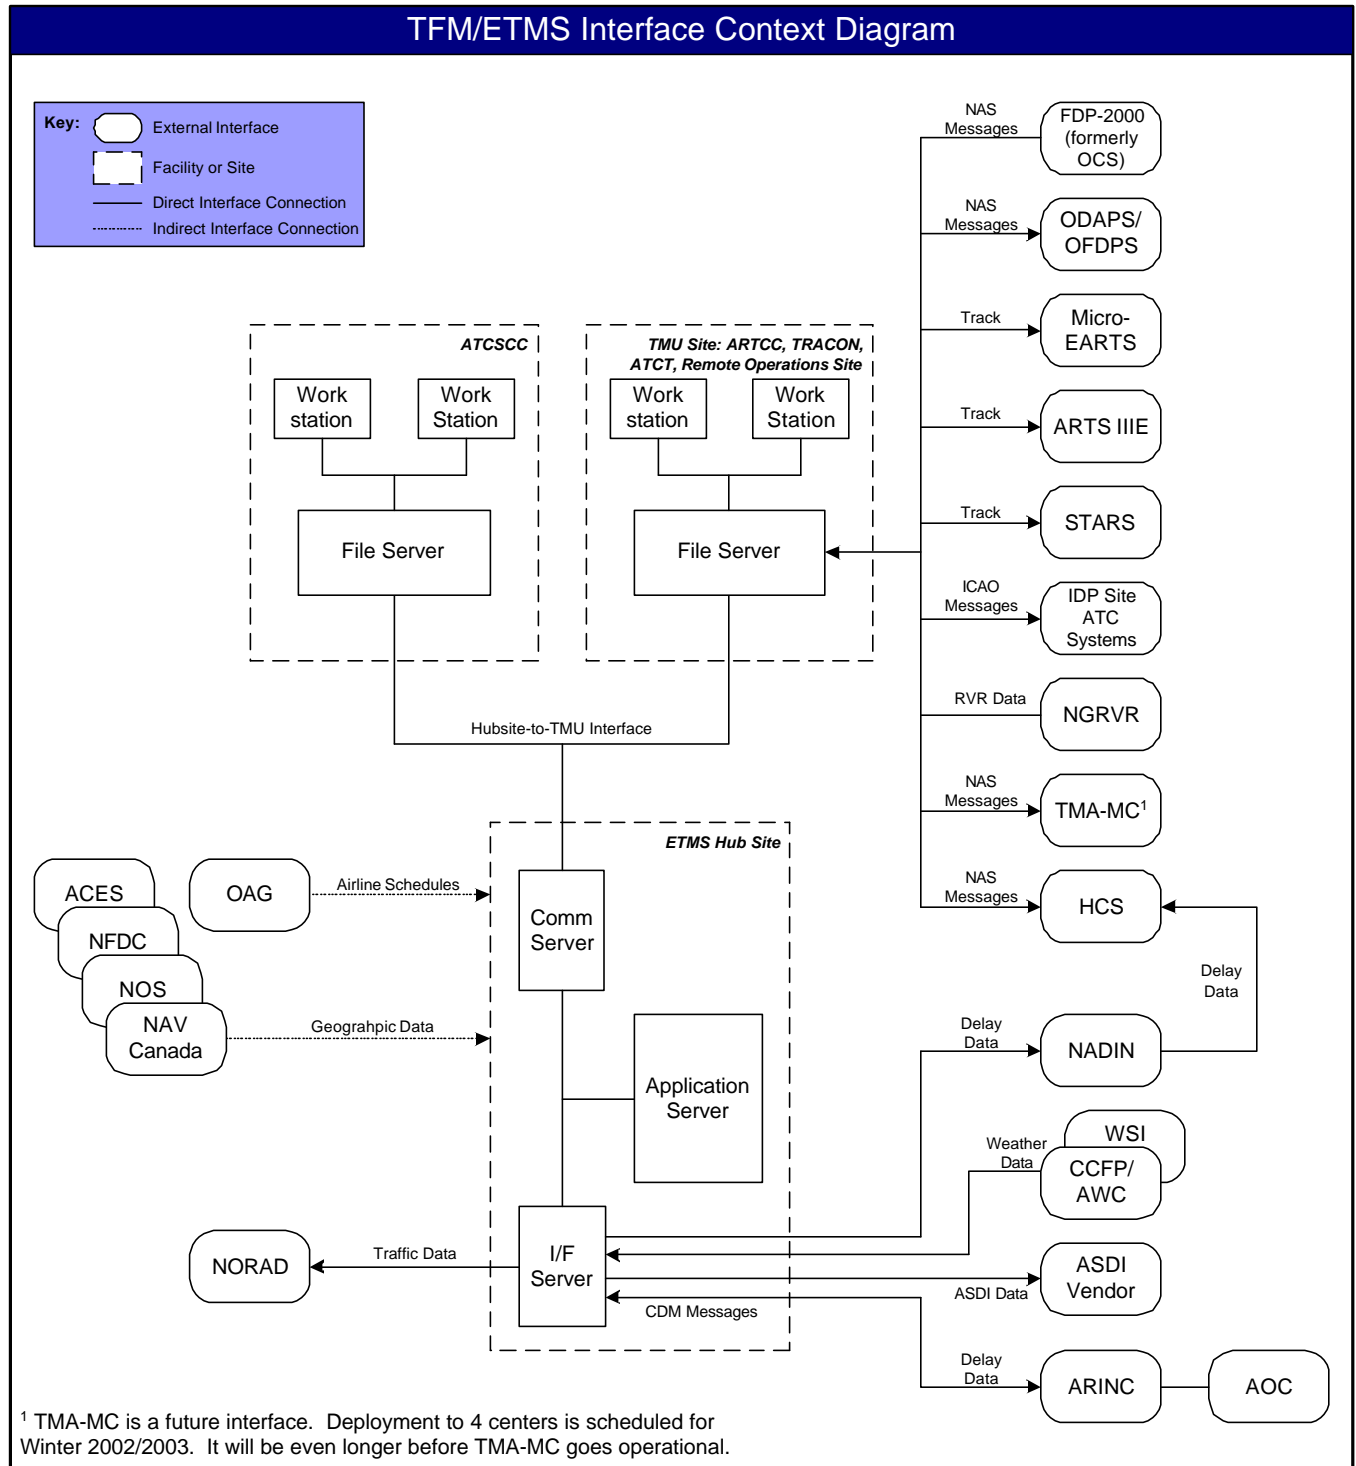 TFM/ETMS Interface Context Diagram
Key:
External Interface
Facility or Site
Direct Interface Connection
Indirect Interface Connection
NAS
Messages
FDP-2000
(formerly
OCS)
NAS
Messages
ODAPS/
OFDPS
Track
Micro-
EARTS
Track
ARTS IIIE
Track
STARS
ICAO
Messages
IDP Site
ATC
Systems
RVR Data
NGRVR
NAS
Messages
TMA-MC1
NAS
Messages
HCS
ATCSCC
Work
station
Work
Station
File Server
TMU Site: ARTCC, TRACON,
ATCT, Remote Operations Site
Work
station
Work
Station
File Server
Hubsite-to-TMU Interface
ETMS Hub Site
Comm
Server
Application
Server
I/F
Server
ACES
NFDC
NOS
NAV
Canada
OAG
Airline Schedules
Geograhpic Data
NORAD
Traffic Data
Delay
Data
Delay
Data
NADIN
Weather
Data
WSI
CCFP/
AWC
ASDI Data
ASDI
Vendor
CDM Messages
Delay
Data
ARINC
AOC
1 TMA-MC is a future interface. Deployment to 4 centers is scheduled for
Winter 2002/2003. It will be even longer before TMA-MC goes operational.